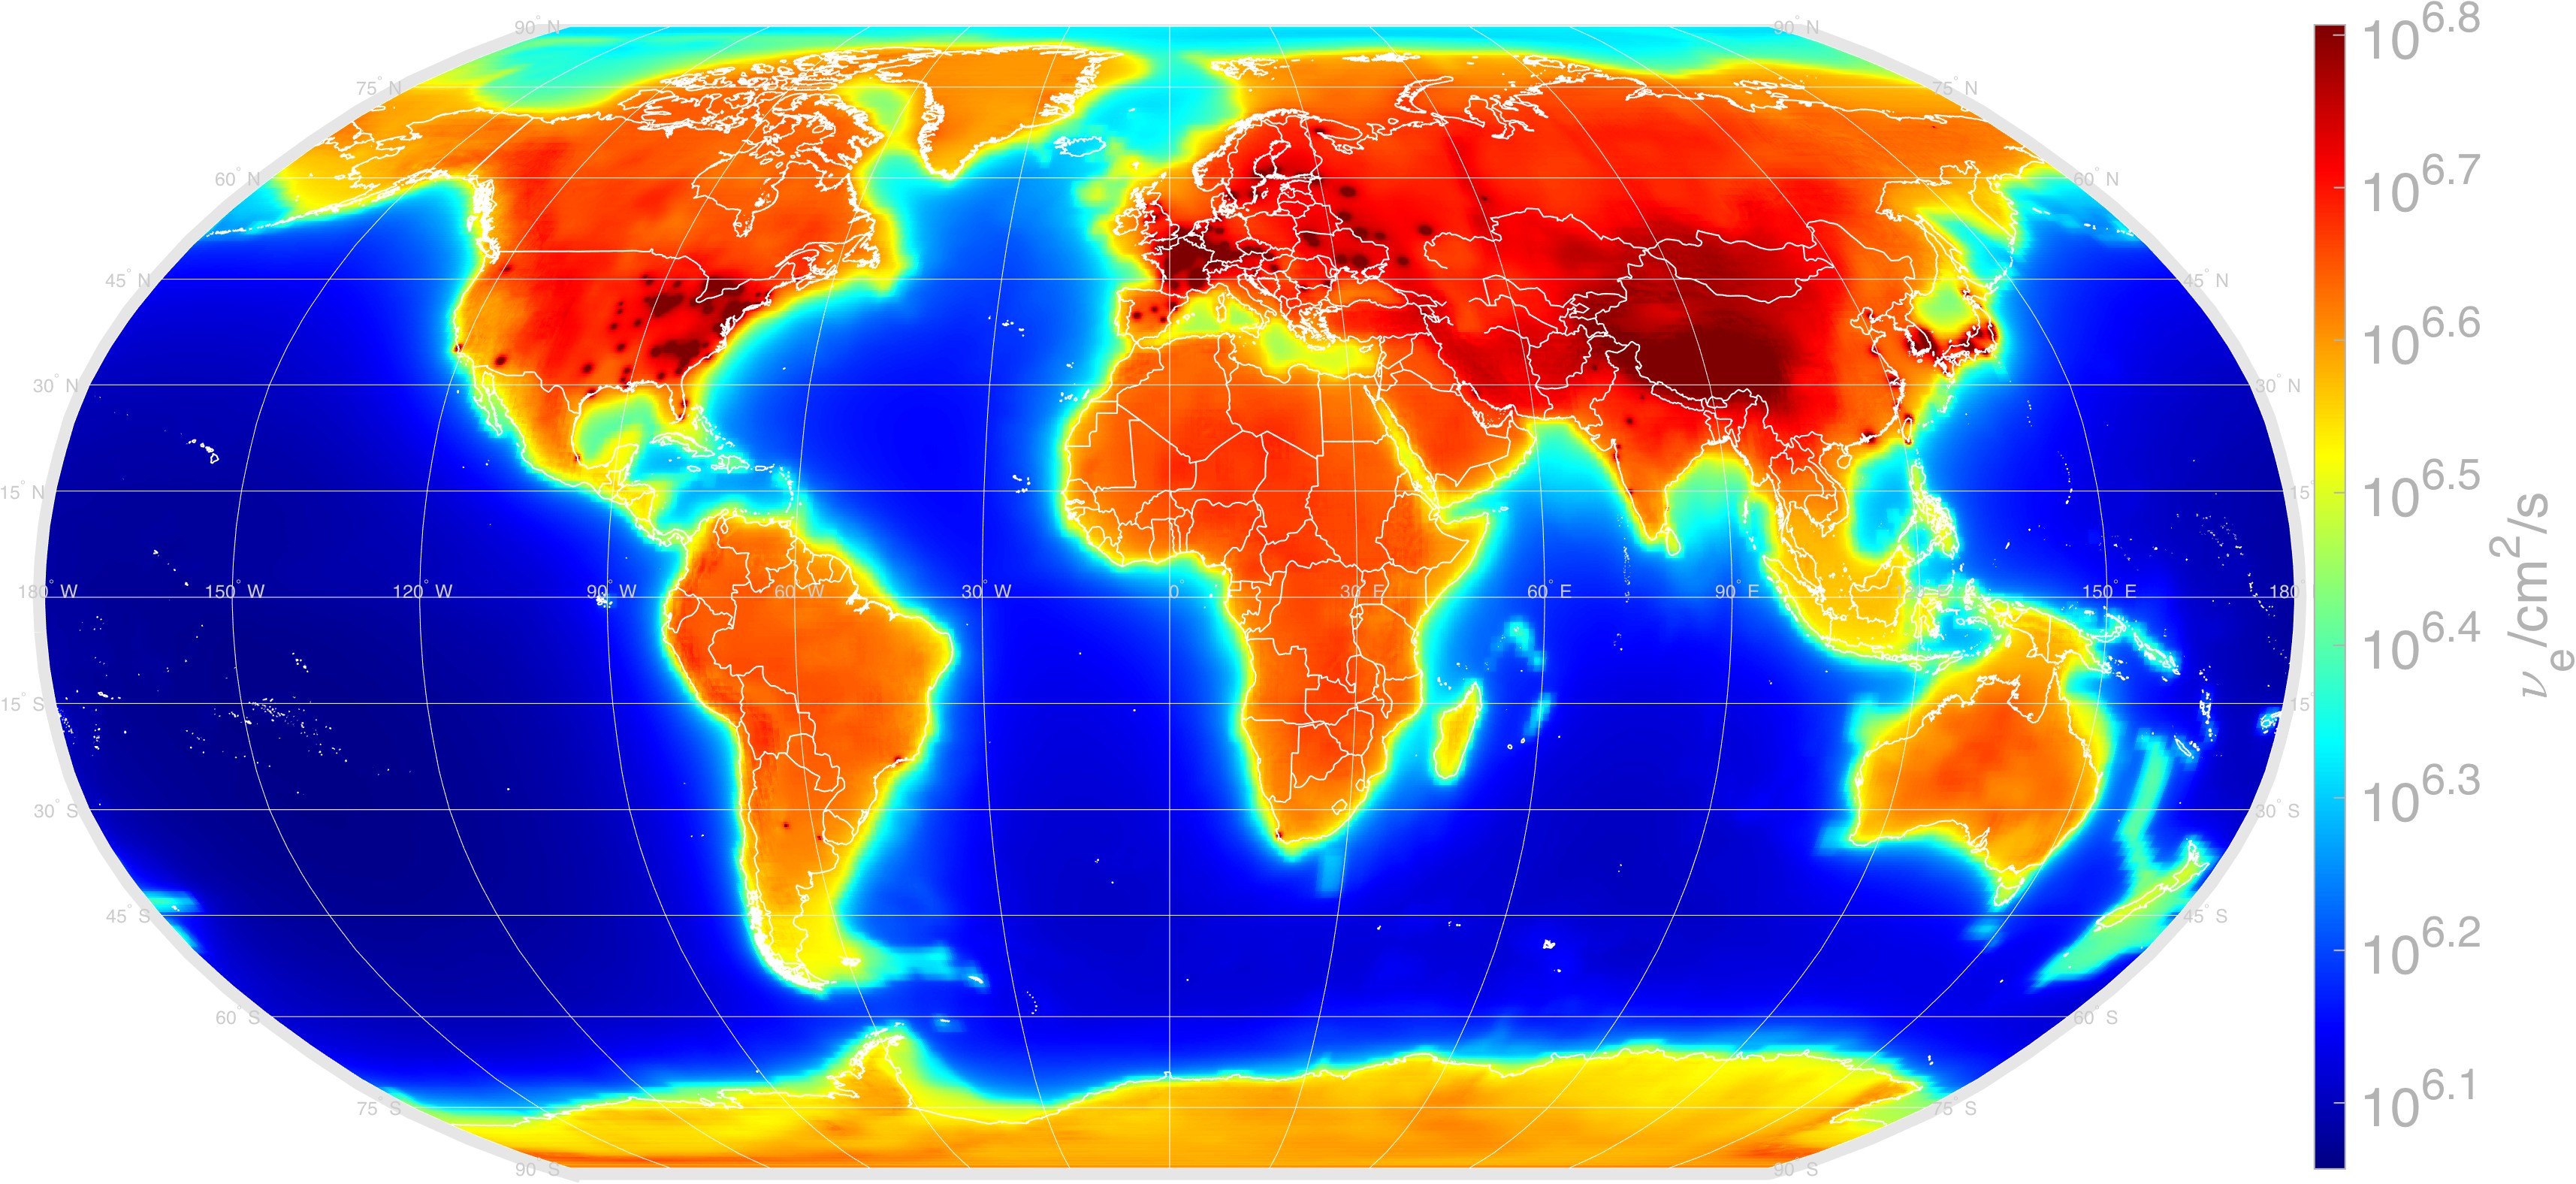 90° N 90° N
75° N 75° N
60° N 60° N
45° N 45° N
30° N 30° N
15° N 15°
180° W 150° W 120° W 90° W 60° W 30° W 0° 30° E 60° E 90° E 150° E 180
15° S 15°
30° S 30° S
45° S 45° S
60° S 60° S
75° S 75° S
90° S 90° S
10^6.8
10^6.7
10^6.6
10^6.5
10^6.4
10^6.3
10^6.2
10^6.1
ν_e/cm²/s